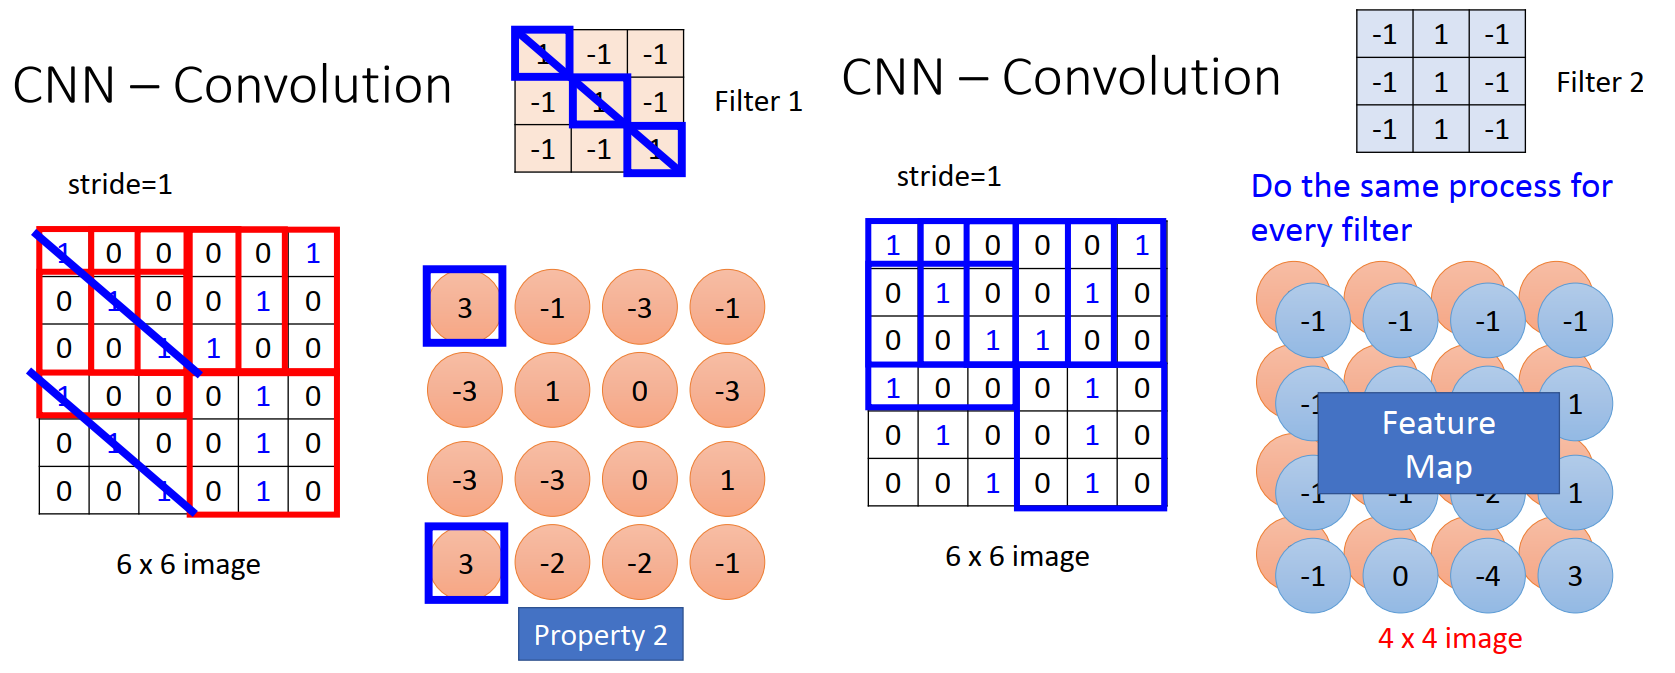 CNN – Convolution
1 -1 -1
-1 1 -1
-1 -1 1
Filter 1
stride=1
1 0 0 0 0 1
0 1 0 0 1 0
0 0 1 1 0 0
1 0 0 0 1 0
0 1 0 0 1 0
0 0 1 0 1 0
6 x 6 image
3 -1 -3 -1
-3 1 0 -3
-3 -3 0 1
3 -2 -2 -1
Property 2
CNN – Convolution
-1 1 -1
-1 1 -1
-1 1 -1
Filter 2
stride=1
Do the same process for
every filter
1 0 0 0 0 1
0 1 0 0 1 0
0 0 1 1 0 0
1 0 0 0 1 0
0 1 0 0 1 0
0 0 1 0 1 0
6 x 6 image
-1 -1 -1 -1
-1 1
Feature
Map
-1 -1 -2 1
-1 0 -4 3
4 x 4 image